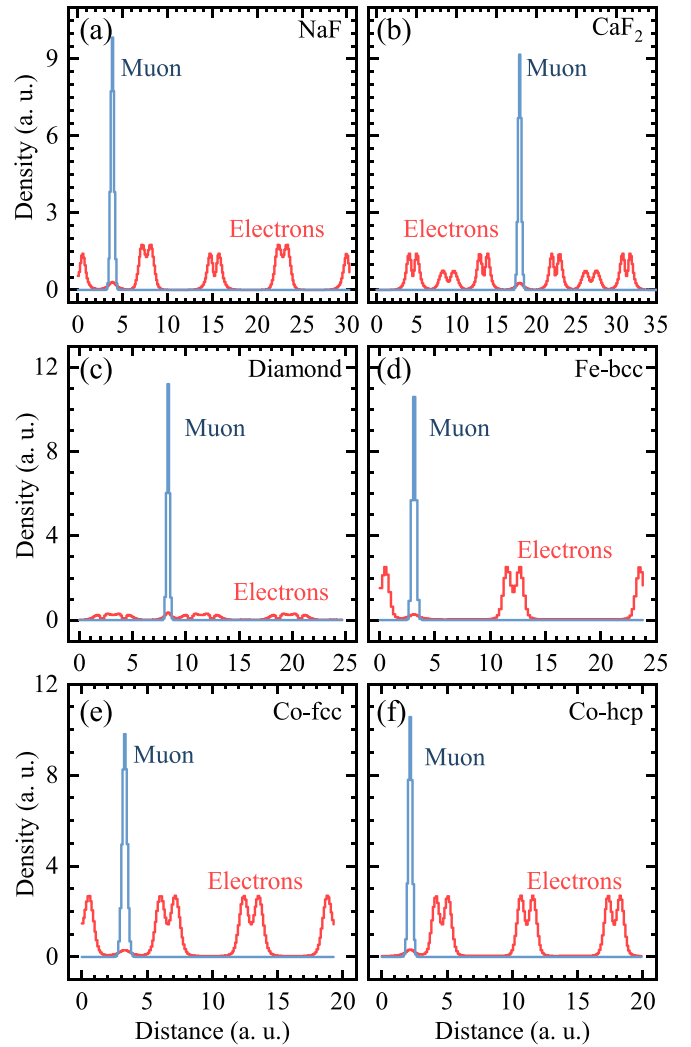 (a) NaF
Muon
Electrons
9
6
3
0
Density (a. u.)
0 5 10 15 20 25 30
(b) CaF₂
Muon
Electrons
0 5 10 15 20 25 30 35
(c) Diamond
Muon
Electrons
12
8
4
0
Density (a. u.)
0 5 10 15 20 25
(d) Fe-bcc
Muon
Electrons
0 5 10 15 20 25
(e) Co-fcc
Muon
Electrons
12
8
4
0
Density (a. u.)
0 5 10 15 20
Distance (a. u.)
(f) Co-hcp
Muon
Electrons
0 5 10 15 20
Distance (a. u.)